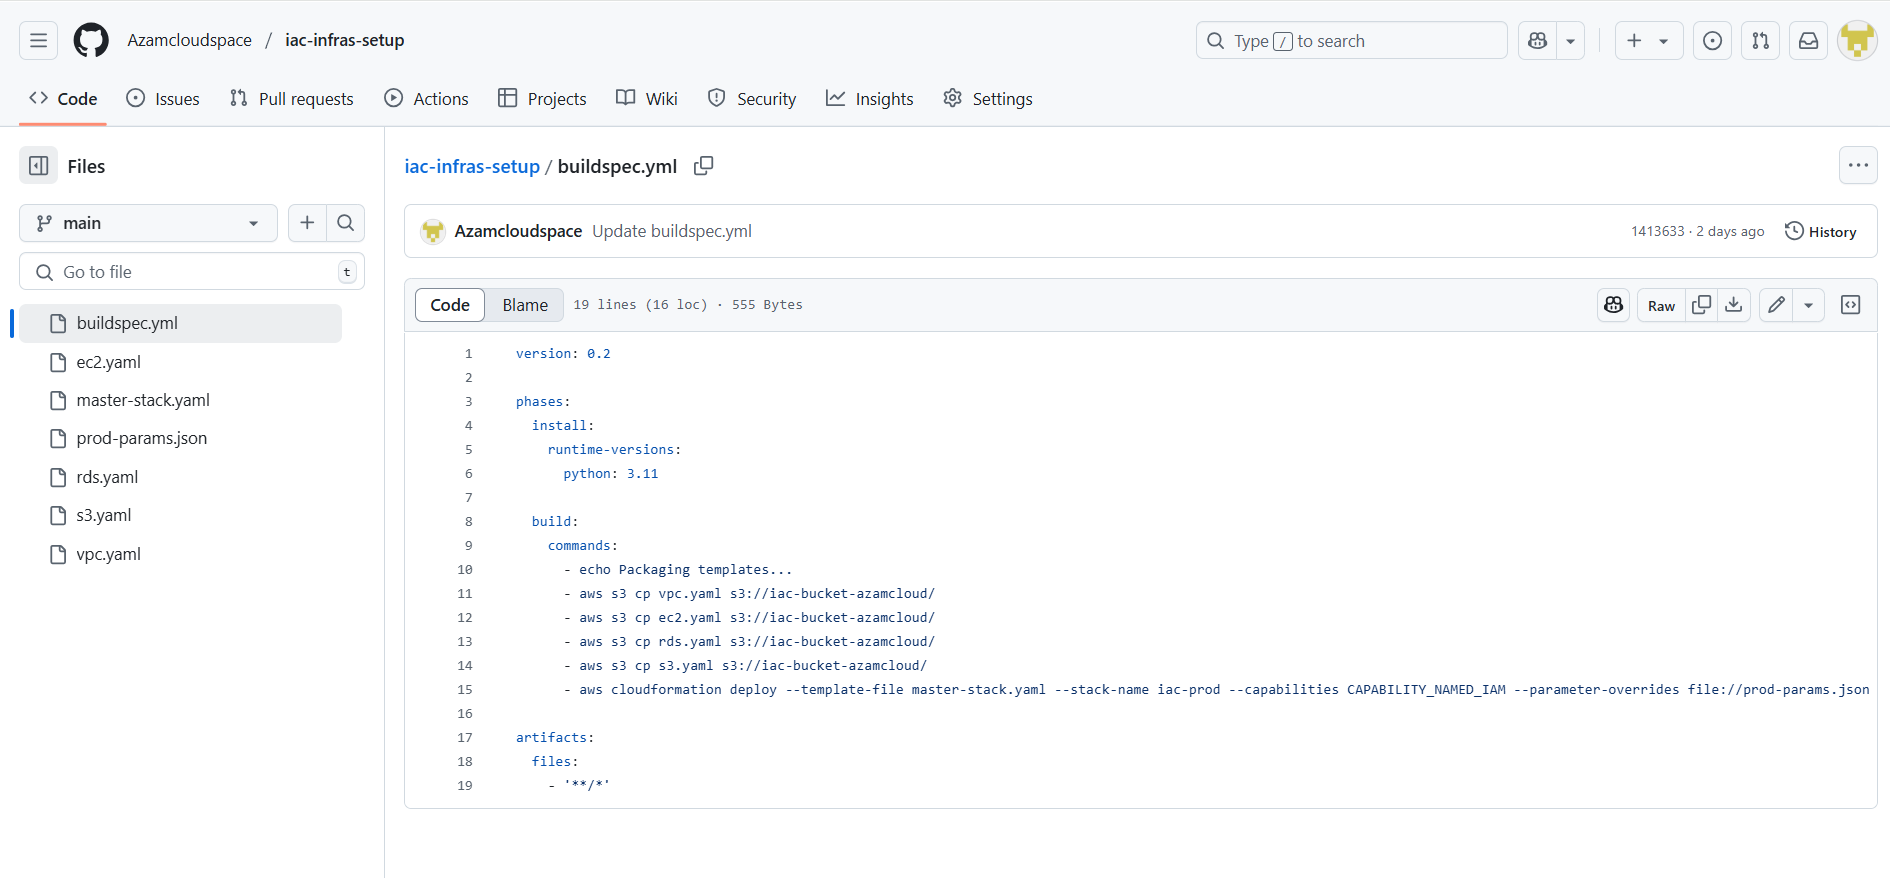 Azamcloudspace / iac-infras-setup
Type / to search
Code
Issues
Pull requests
Actions
Projects
Wiki
Security
Insights
Settings
Files
main
Go to file
t
buildspec.yml
ec2.yaml
master-stack.yaml
prod-params.json
rds.yaml
s3.yaml
vpc.yaml
iac-infras-setup / buildspec.yml
Azamcloudspace Update buildspec.yml
1413633 · 2 days ago
History
Code
Blame
19 lines (16 loc) · 555 Bytes
Raw
1 version: 0.2
2
3 phases:
4   install:
5     runtime-versions:
6       python: 3.11
7
8   build:
9     commands:
10       - echo Packaging templates...
11       - aws s3 cp vpc.yaml s3://iac-bucket-azamcloud/
12       - aws s3 cp ec2.yaml s3://iac-bucket-azamcloud/
13       - aws s3 cp rds.yaml s3://iac-bucket-azamcloud/
14       - aws s3 cp s3.yaml s3://iac-bucket-azamcloud/
15       - aws cloudformation deploy --template-file master-stack.yaml --stack-name iac-prod --capabilities CAPABILITY_NAMED_IAM --parameter-overrides file://prod-params.json
16
17 artifacts:
18   files:
19     - '**/*'